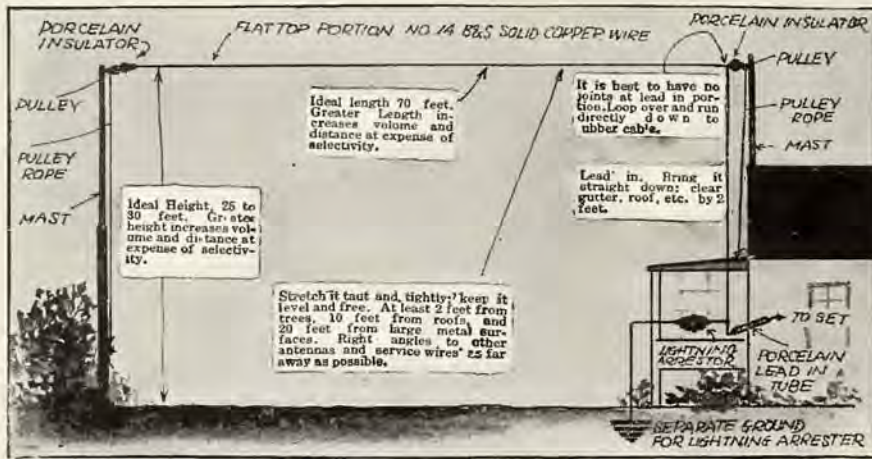 PORCELAIN
INSULATOR
FLAT TOP PORTION NO. 14 B&S SOLID COPPER WIRE
PORCELAIN INSULATOR
PULLEY
PULLEY
ROPE
MAST
PULLEY
PULLEY
ROPE
MAST
Ideal length 70 feet.
Greater Length in-
creases volume and
distance at expense of
selectivity.
It is best to have no
joints at lead in por-
tion. Loop over and run
directly down to
ubber cable.
Ideal Height, 25 to
30 feet. Greater
height increases vol-
ume and distance at
expense of selectiv-
ity.
Lead in. Bring it
straight down; clear
gutter, roof, etc. by 2
feet.
Stretch it taut and tightly; keep it
level and free. At least 2 feet from
trees, 10 feet from roofs, and
20 feet from large metal sur-
faces. Right angles to other
antennas and service wires as far
away as possible.
TO SET
LIGHTNING
ARRESTOR
PORCELAIN
LEAD IN
TUBE
SEPARATE GROUND
FOR LIGHTNING ARRESTER